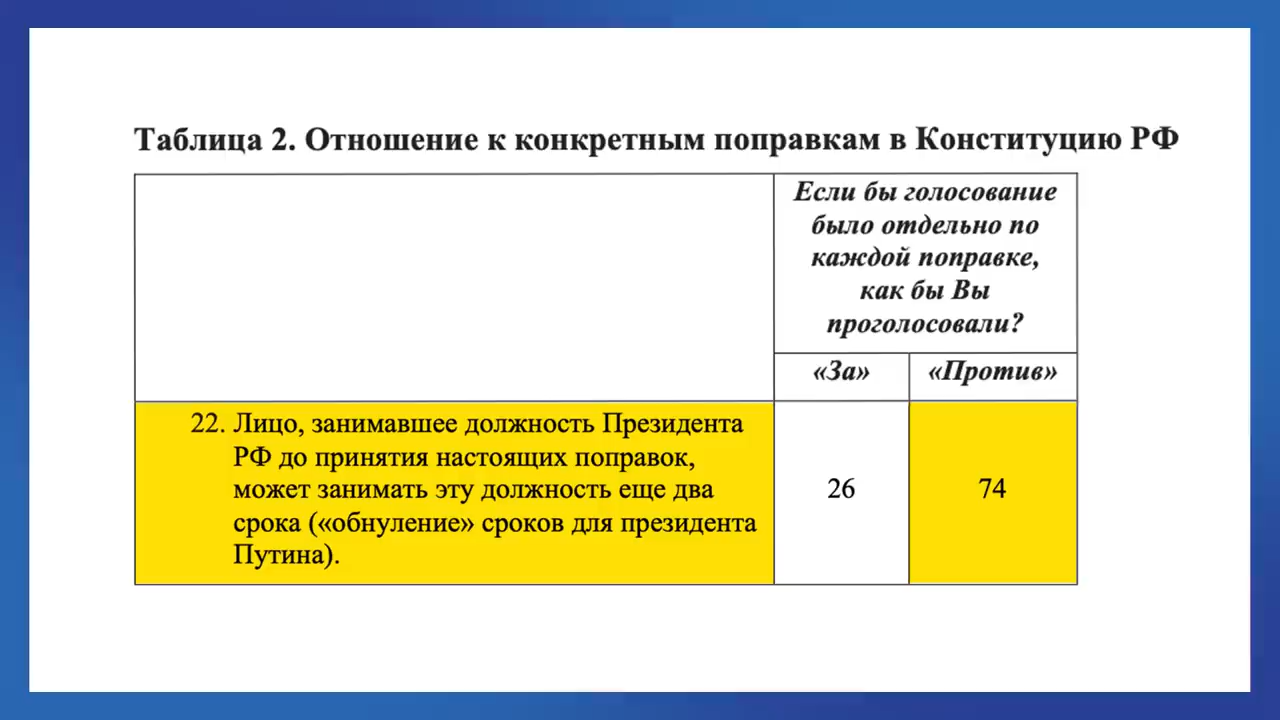 Таблица 2. Отношение к конкретным поправкам в Конституцию РФ
Если бы голосование
было отдельно по
каждой поправке,
как бы Вы
проголосовали?
«За»
«Против»
22. Лицо, занимавшее должность Президента
РФ до принятия настоящих поправок,
может занимать эту должность еще два
срока («обнуление» сроков для президента
Путина).
26
74